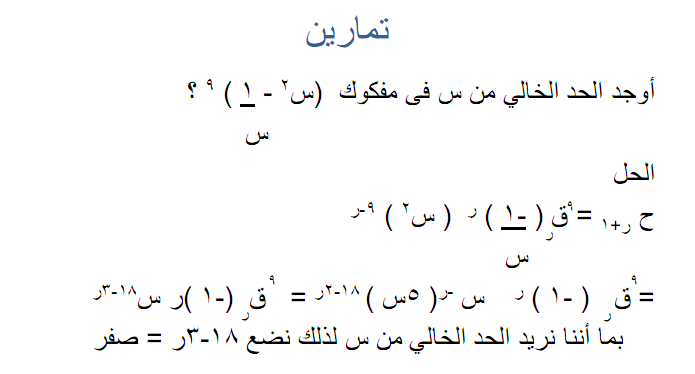 تمارين
أوجد الحد الخالي من س فى مفكوك (س٢ - ١ ) ٩ ؟
س
الحل
ح ر+١ = ٩ق ر ( -١ ) ر ( س٢ ) ٩-ر
س
= ٩ق ر ( -١ ) ر س -ر( ٥س ) ١٨-٢ر = ٩ق ر (-١ )ر س١٨-٣ر
بما أننا نريد الحد الخالي من س لذلك نضع ١٨-٣ر = صفر